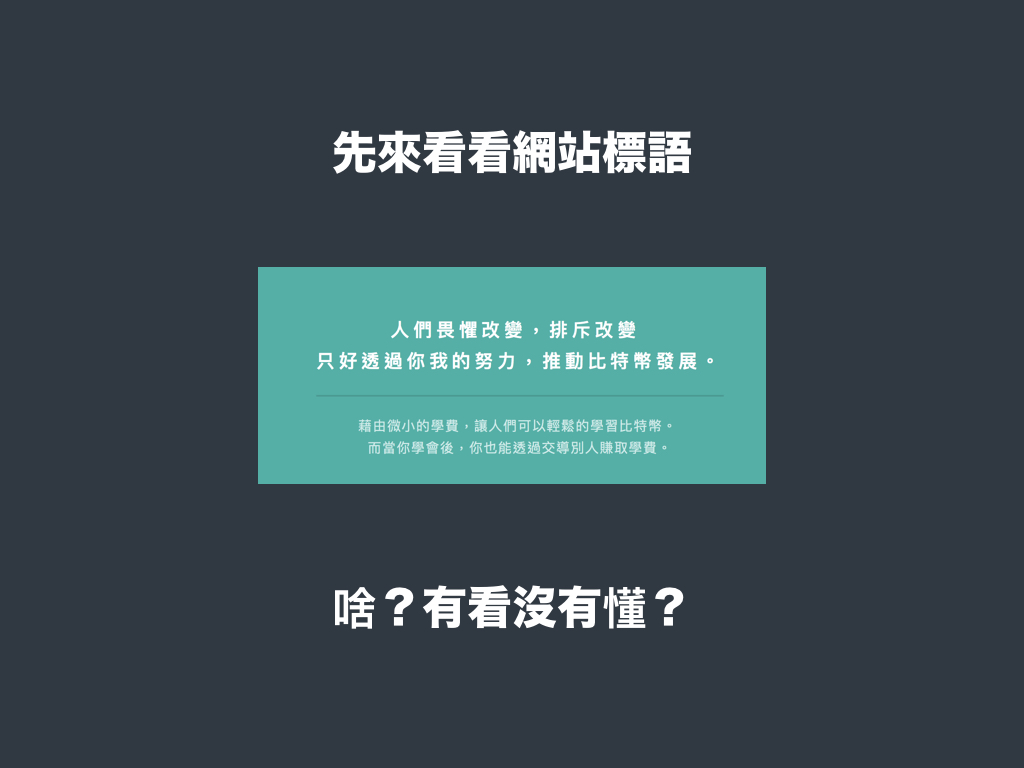 先來看看網站標語
人們畏懼改變，排斥改變
只好透過你我的努力，推動比特幣發展。
藉由微小的學費，讓人們可以輕鬆的學習比特幣。
而當你學會後，你也能透過交導別人賺取學費。
啥？有看沒有懂？